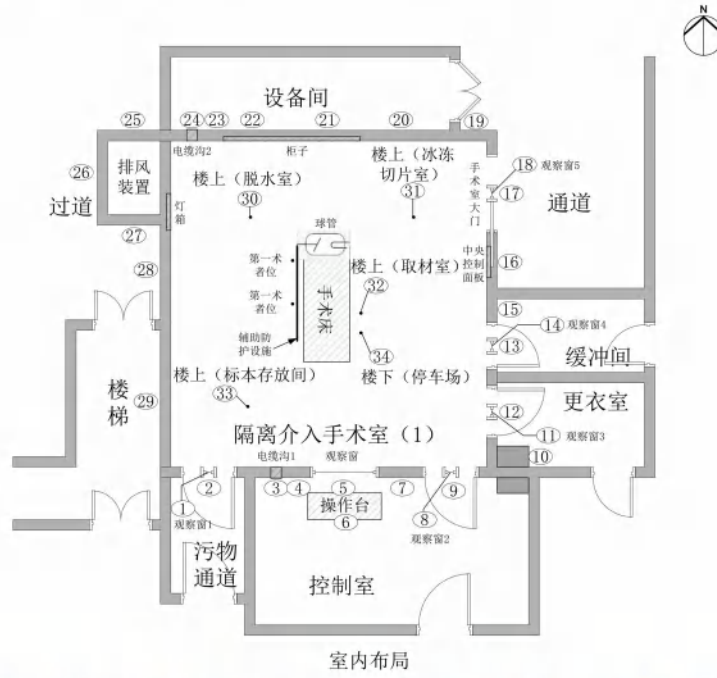 N
设备间
25
24
23
22
21
20
19
电缆沟2
柜子
26
排风
装置
过道
27
28
灯
箱
楼上（脱水室）
30
楼上（冰冻
切片室）
31
手
术
室
大
门
18 观察窗5
17
通道
球管
第一术
者位
第一术
者位
手术床
辅助防
护设施
楼上（取材室）
32
34
中央
控制
面板
16
15
14 观察窗4
13
缓冲间
楼上（标本存放间）
33
楼下（停车场）
楼
梯
29
更衣室
12
11 观察窗3
10
隔离介入手术室（1）
电缆沟1
观察窗
1
2
3
4
5
7
9
观察窗1
操作台
6
8
观察窗2
污物
通道
控制室
室内布局